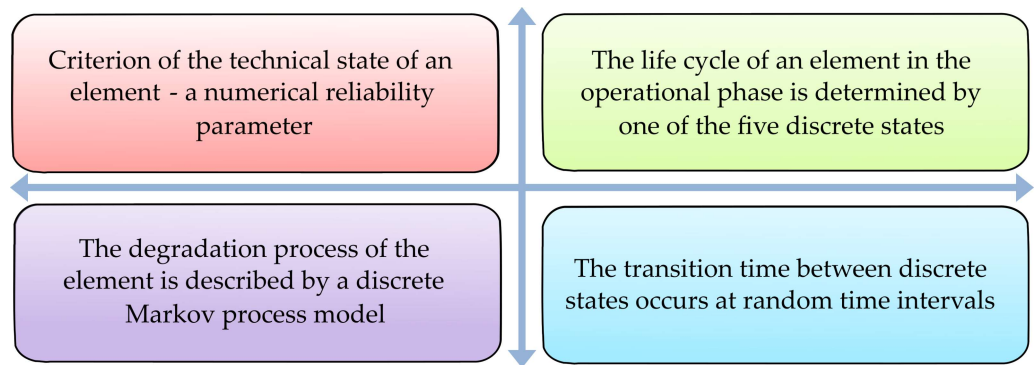 Criterion of the technical state of an
element - a numerical reliability
parameter
The life cycle of an element in the
operational phase is determined by
one of the five discrete states
The degradation process of the
element is described by a discrete
Markov process model
The transition time between discrete
states occurs at random time intervals